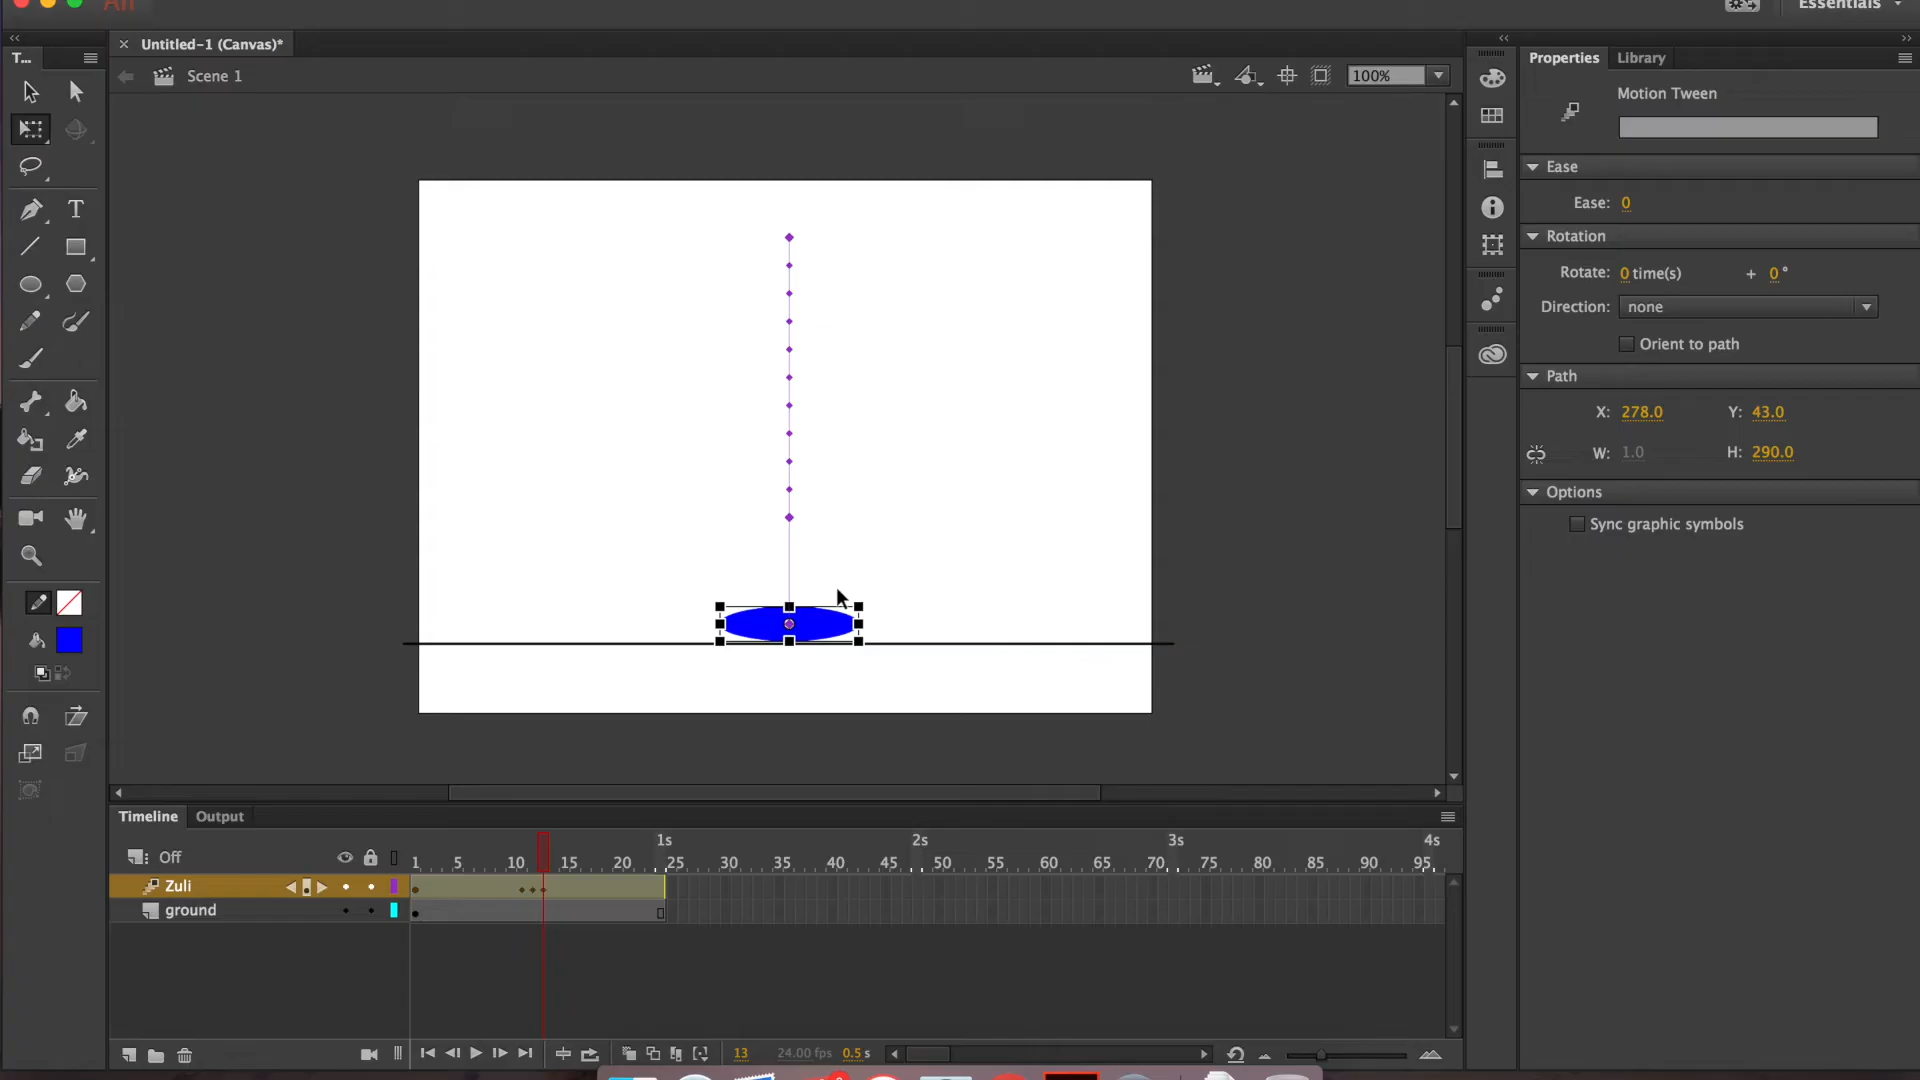 An
Essentials
Untitled-1 (Canvas)*
T...
Scene 1
100%
Properties
Library
Motion Tween
Ease
Ease: 0
Rotation
Rotate: 0 time(s) + 0°
Direction: none
Orient to path
Path
X: 278.0 Y: 43.0
W: 1.0 H: 290.0
Options
Sync graphic symbols
T
Timeline
Output
1s 2s 3s 4s
Off
1 5 10 15 20 25 30 35 40 45 50 55 60 65 70 75 80 85 90 95
Zuli
ground
13 24.00 fps 0.5 s